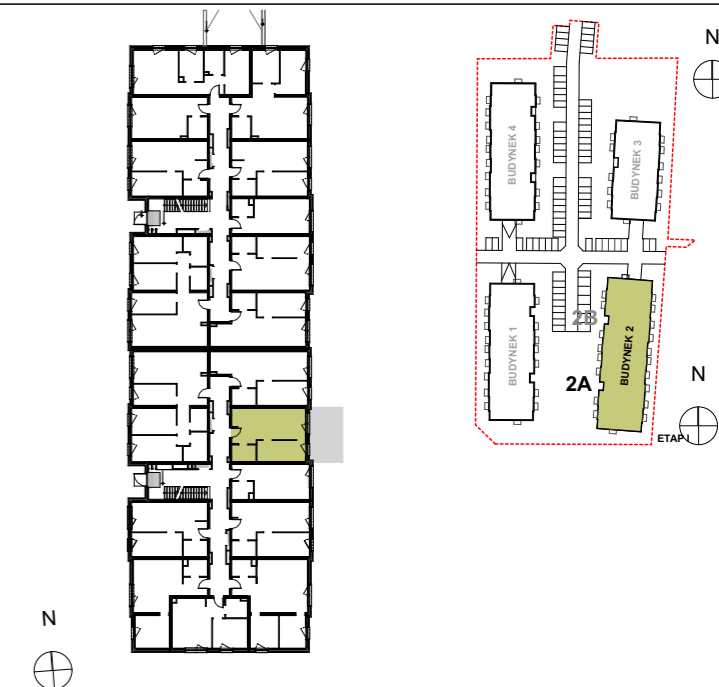 N
BUDYNEK 4
BUDYNEK 3
BUDYNEK 1
2B
BUDYNEK 2
2A
N
ETAP I
N